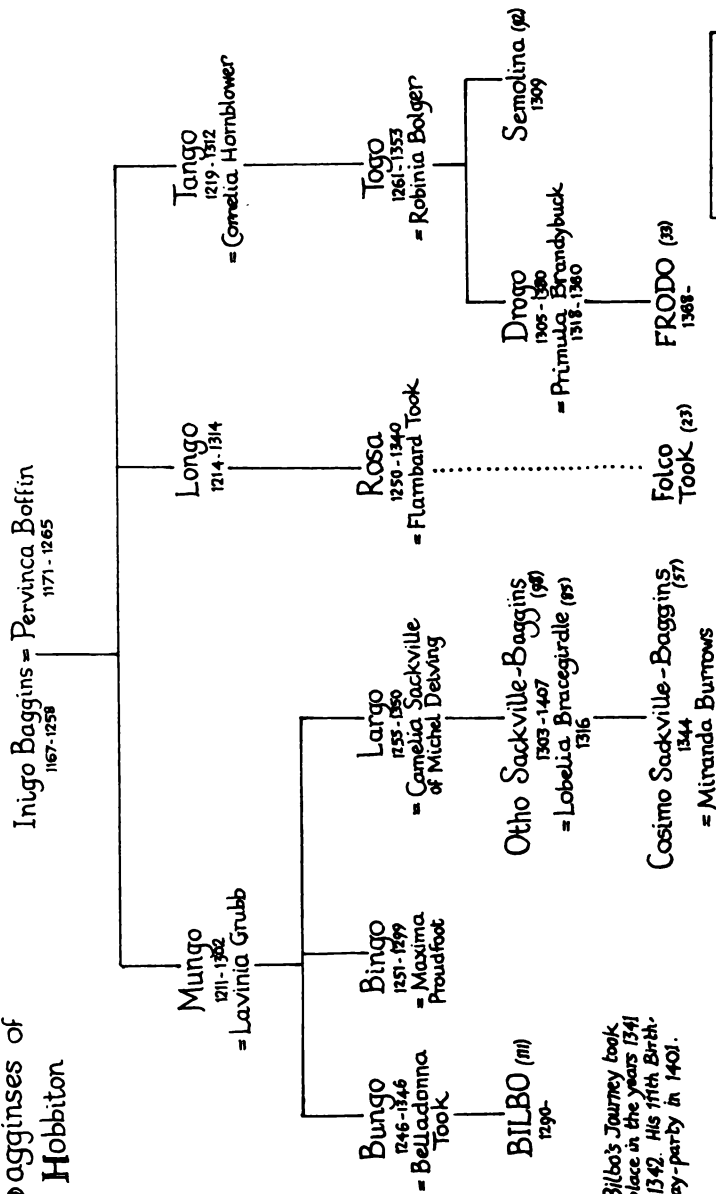 agginses of
Hobbiton
Inigo Baggins = Pervinca Boffin
1167-1258
1171-1265
Mungo
1211-1302
= Lavinia Grubb
Longo
1214-1314
Tango
1219-1312
= Cornelia Hornblower
Bungo
1246-1346
= Belladonna
Took
Bingo
1251-1299
= Maxima
Proudfoot
Largo
1253-1350
= Camelia Sackville
of Michel Delving
Rosa
1250-1340
= Flambard Took
Togo
1261-1353
= Robinia Bolger
BILBO (111)
1290-
Otho Sackville-Baggins
1303-1407 (98)
= Lobelia Bracegirdle (85)
1316
Drogo
1305-1380
= Primula Brandybuck
1318-1380
Semolina (92)
1309
Cosimo Sackville-Baggins
1344 (57)
= Miranda Burrows
Folco
Took (23)
FRODO (33)
1368-
Bilbo's Journey took
lace in the years 1341
1342. His 111th Birth-
ay-party in 1401.